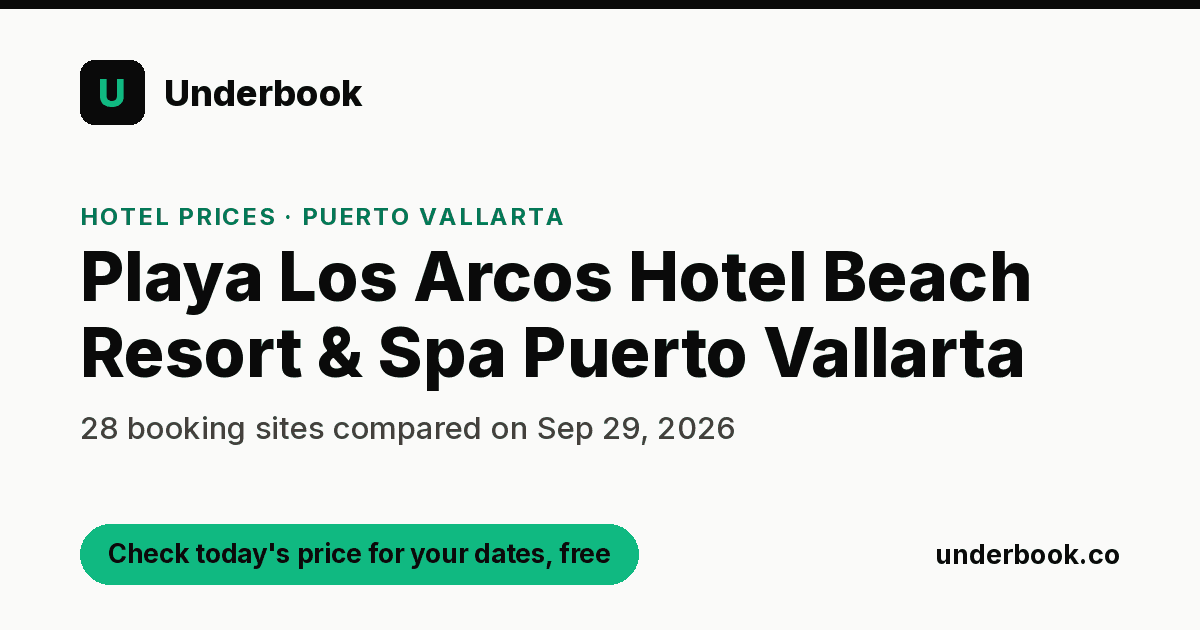 U Underbook
HOTEL PRICES · PUERTO VALLARTA
Playa Los Arcos Hotel Beach
Resort & Spa Puerto Vallarta
28 booking sites compared on Sep 29, 2026
Check today's price for your dates, free
underbook.co